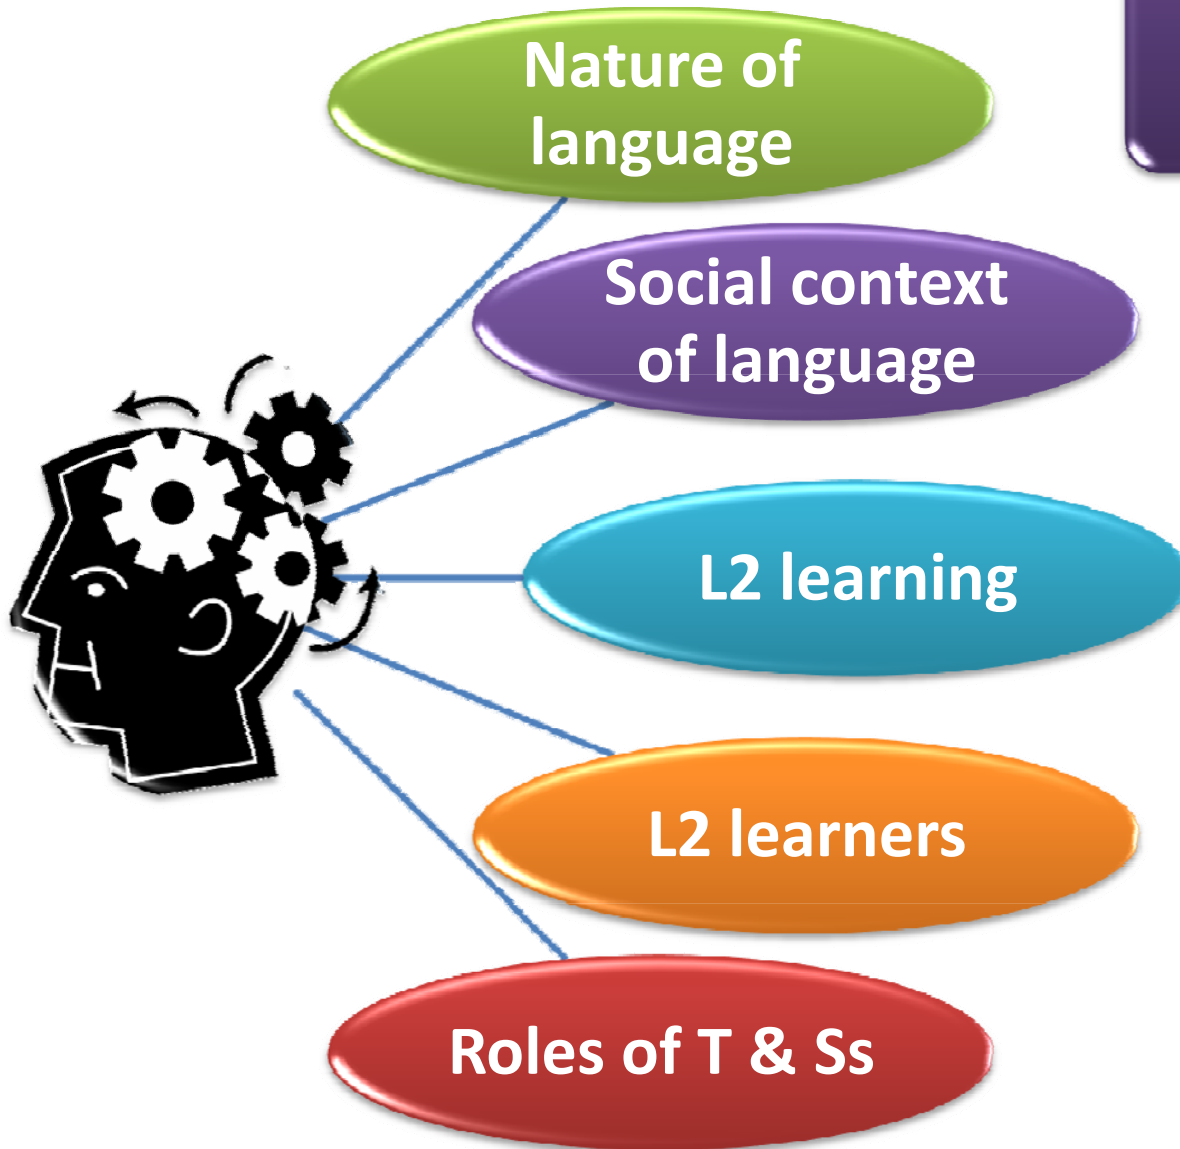 Nature of
language
Social context
of language
L2 learning
L2 learners
Roles of T & Ss